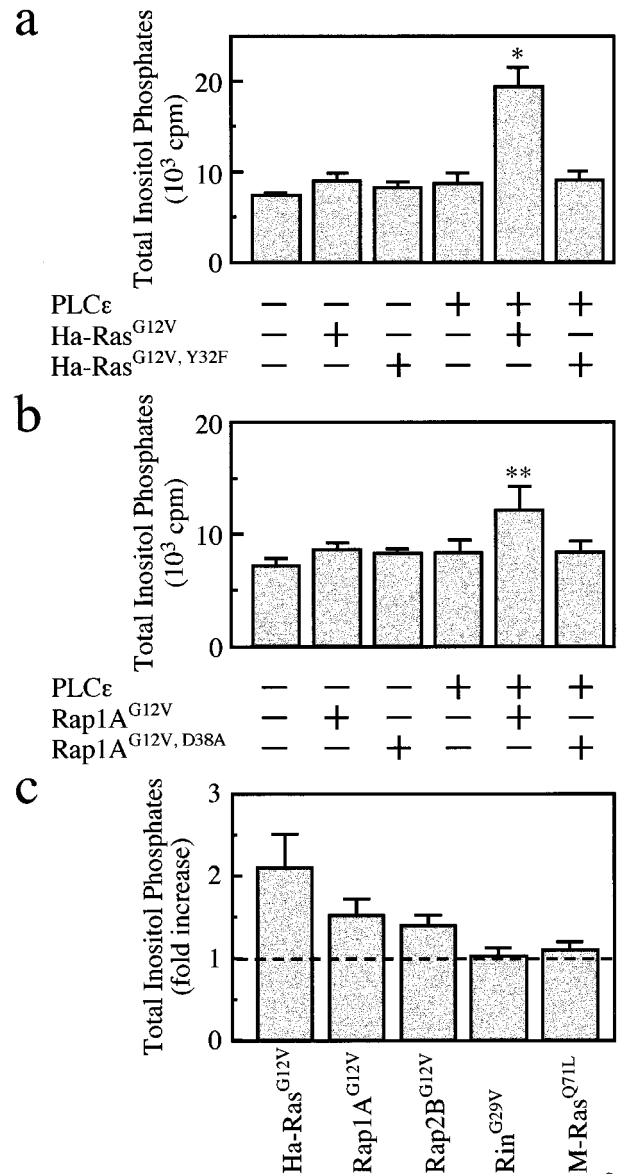 a
Total Inositol Phosphates
(10³ cpm)
20
10
0
*
PLCε − − − + + +
Ha-Ras^G12V − + − − + −
Ha-Ras^G12V, Y32F − − + − − +
b
Total Inositol Phosphates
(10³ cpm)
20
10
0
**
PLCε − − − + + +
Rap1A^G12V − + − − + −
Rap1A^G12V, D38A − − + − − +
c
Total Inositol Phosphates
(fold increase)
3
2
1
0
Ha-Ras^G12V
Rap1A^G12V
Rap2B^G12V
Rin^G29V
M-Ras^Q71L